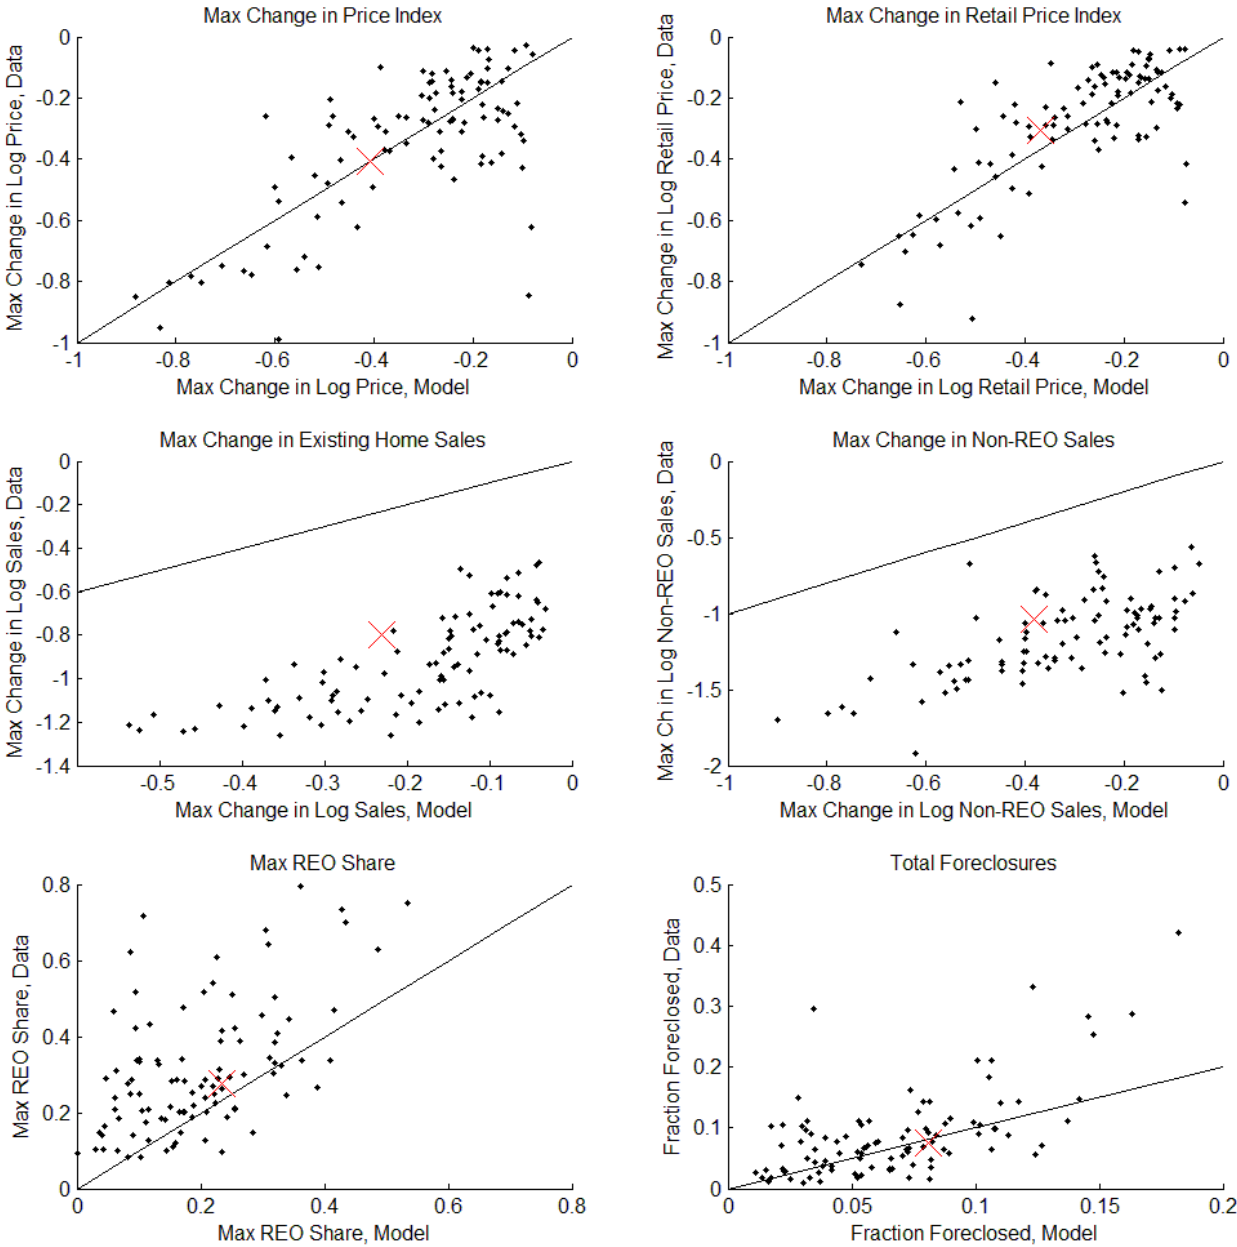 Max Change in Price Index
Max Change in Log Price, Data
0
-0.2
-0.4
-0.6
-0.8
-1
-1 -0.8 -0.6 -0.4 -0.2 0
Max Change in Log Price, Model
Max Change in Retail Price Index
Max Change in Log Retail Price, Data
0
-0.2
-0.4
-0.6
-0.8
-1
-1 -0.8 -0.6 -0.4 -0.2 0
Max Change in Log Retail Price, Model
Max Change in Existing Home Sales
Max Change in Log Sales, Data
0
-0.2
-0.4
-0.6
-0.8
-1
-1.2
-1.4
-0.5 -0.4 -0.3 -0.2 -0.1 0
Max Change in Log Sales, Model
Max Change in Non-REO Sales
Max Ch in Log Non-REO Sales, Data
0
-0.5
-1
-1.5
-2
-1 -0.8 -0.6 -0.4 -0.2 0
Max Change in Log Non-REO Sales, Model
Max REO Share
Max REO Share, Data
0.8
0.6
0.4
0.2
0
0 0.2 0.4 0.6 0.8
Max REO Share, Model
Total Foreclosures
Fraction Foreclosed, Data
0.5
0.4
0.3
0.2
0.1
0
0 0.05 0.1 0.15 0.2
Fraction Foreclosed, Model